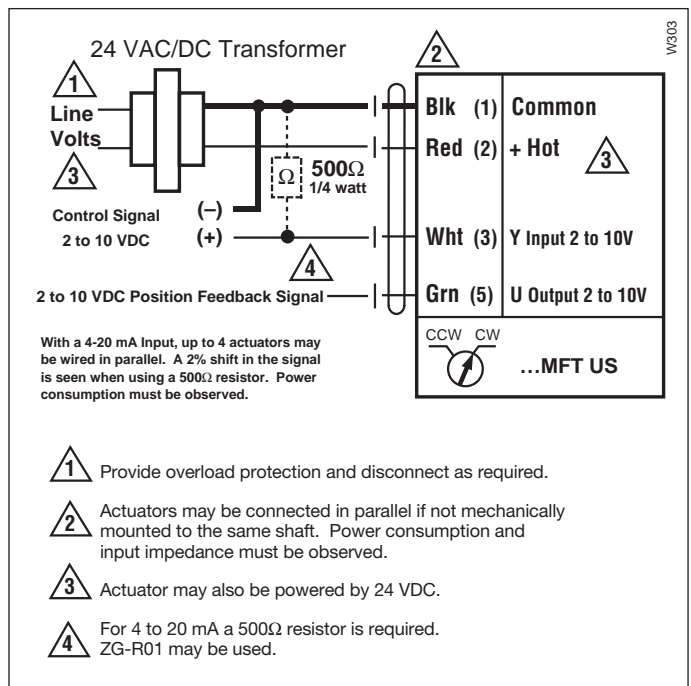 W303
24 VAC/DC Transformer
1
Line
Volts
3
2
Blk (1) Common
Red (2) + Hot
3
Ω
500Ω
1/4 watt
Control Signal
2 to 10 VDC
(–)
(+)
4
Wht (3) Y Input 2 to 10V
2 to 10 VDC Position Feedback Signal
Grn (5) U Output 2 to 10V
CCW CW
...MFT US
With a 4-20 mA Input, up to 4 actuators may
be wired in parallel. A 2% shift in the signal
is seen when using a 500Ω resistor. Power
consumption must be observed.
1 Provide overload protection and disconnect as required.
2 Actuators may be connected in parallel if not mechanically
mounted to the same shaft. Power consumption and
input impedance must be observed.
3 Actuator may also be powered by 24 VDC.
4 For 4 to 20 mA a 500Ω resistor is required.
ZG-R01 may be used.